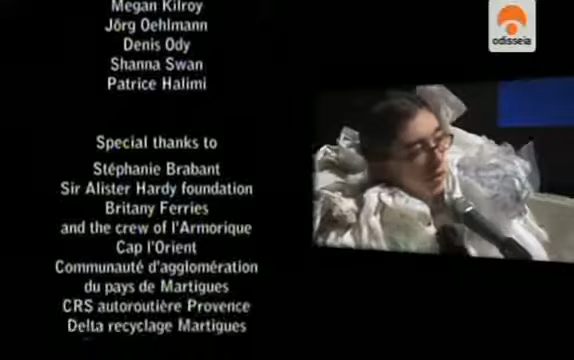 Megan Kilroy
Jörg Oehlmann
Denis Ody
Shanna Swan
Patrice Halimi
Special thanks to
Stéphanie Brabant
Sir Alister Hardy foundation
Britany Ferries
and the crew of l'Armorique
Cap l'Orient
Communauté d'agglomération
du pays de Martigues
CRS autoroutière Provence
Delta recyclage Martigues
odisseia